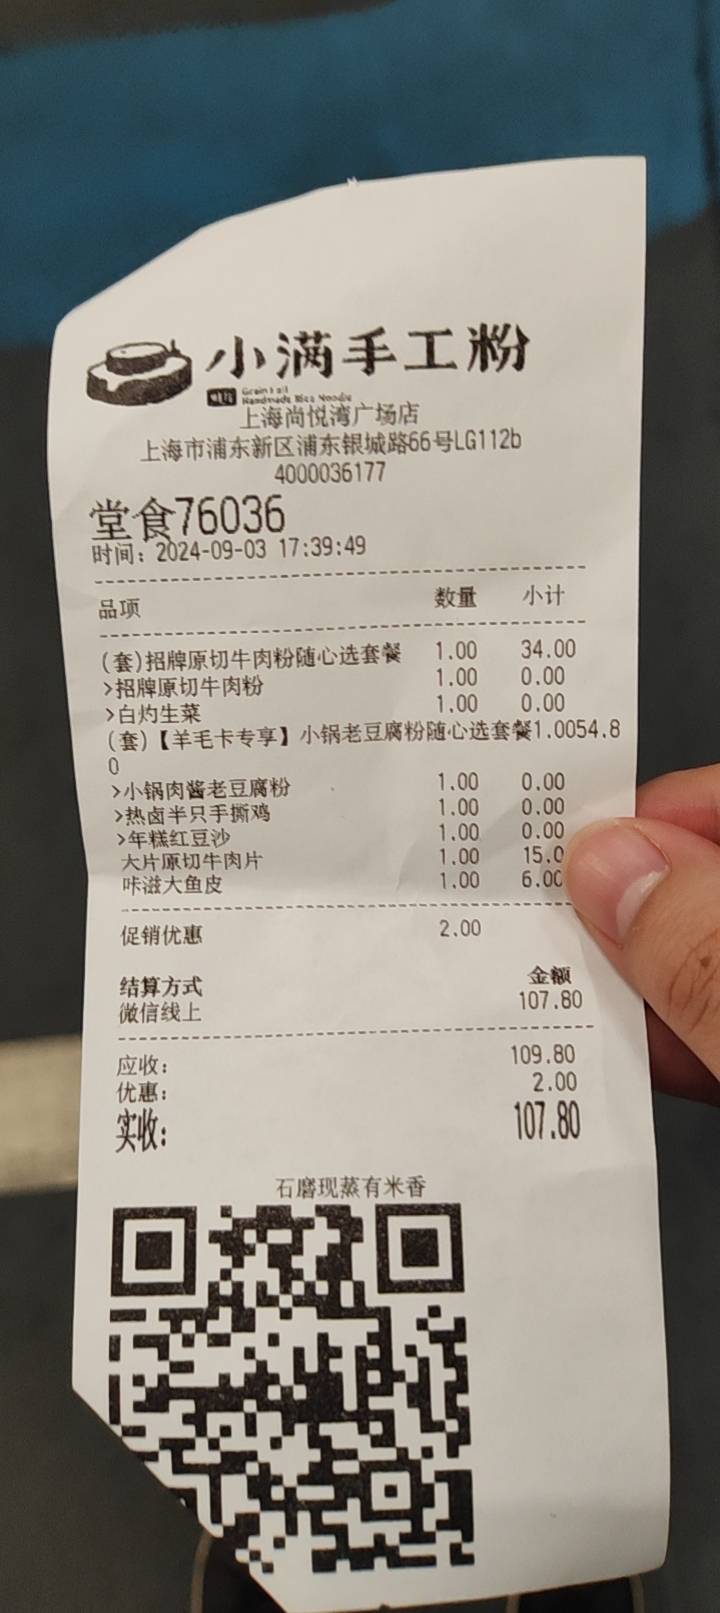 小满手工粉
Grain Full
Handmade Rice Noodle
上海尚悦湾广场店
上海市浦东新区浦东银城路66号LG112b
4000036177
堂食76036
时间：2024-09-03 17:39:49
品项 数量 小计
(套)招牌原切牛肉粉随心选套餐 1.00 34.00
>招牌原切牛肉粉 1.00 0.00
>白灼生菜 1.00 0.00
(套)【羊毛卡专享】小锅老豆腐粉随心选套餐1.0054.8
0
>小锅肉酱老豆腐粉 1.00 0.00
>热卤半只手撕鸡 1.00 0.00
>年糕红豆沙 1.00 0.00
大片原切牛肉片 1.00 15.0
咔滋大鱼皮 1.00 6.00
促销优惠 2.00
结算方式 金额
微信线上 107.80
应收： 109.80
优惠： 2.00
实收： 107.80
石磨现蒸有米香